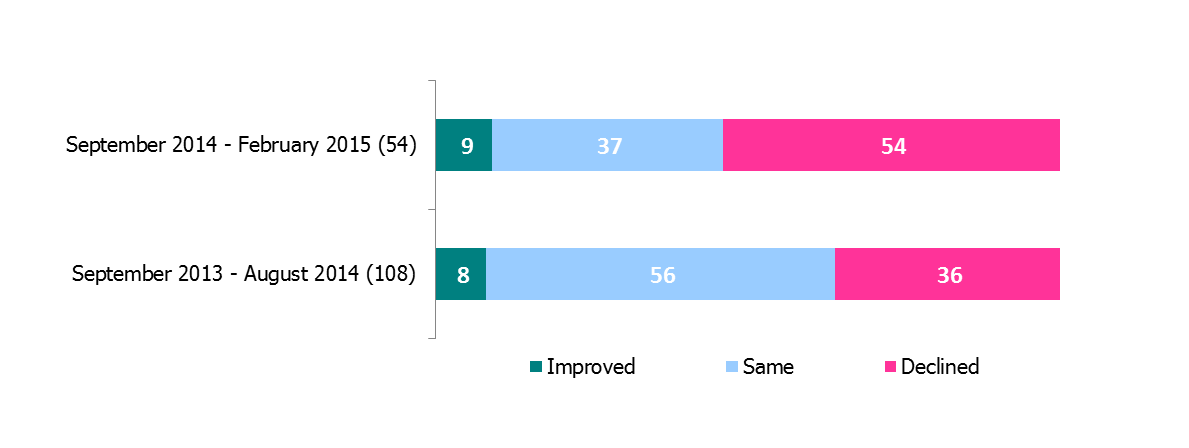 September 2014 - February 2015 (54)
9 37 54
September 2013 - August 2014 (108)
8 56 36
Improved Same Declined